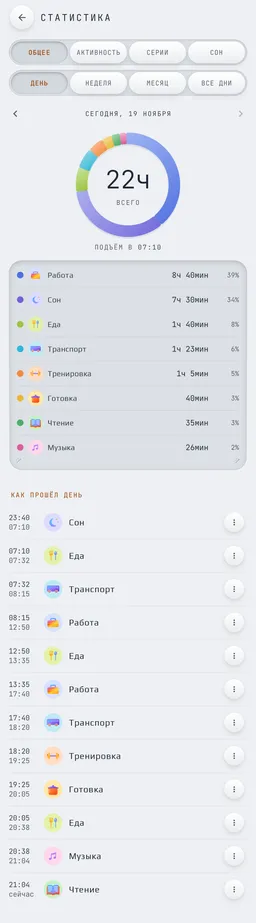 СТАТИСТИКА
ОБЩЕЕ АКТИВНОСТЬ СЕРИИ СОН
ДЕНЬ НЕДЕЛЯ МЕСЯЦ ВСЕ ДНИ
СЕГОДНЯ, 19 НОЯБРЯ
22ч
ВСЕГО
ПОДЪЁМ В 07:10
Работа 8ч 40мин 39%
Сон 7ч 30мин 34%
Еда 1ч 40мин 8%
Транспорт 1ч 23мин 6%
Тренировка 1ч 5мин 5%
Готовка 40мин 3%
Чтение 35мин 3%
Музыка 26мин 2%
КАК ПРОШЁЛ ДЕНЬ
23:40
07:10
Сон
07:10
07:32
Еда
07:32
08:15
Транспорт
08:15
12:50
Работа
12:50
13:35
Еда
13:35
17:40
Работа
17:40
18:20
Транспорт
18:20
19:25
Тренировка
19:25
20:05
Готовка
20:05
20:38
Еда
20:38
21:04
Музыка
21:04
сейчас
Чтение